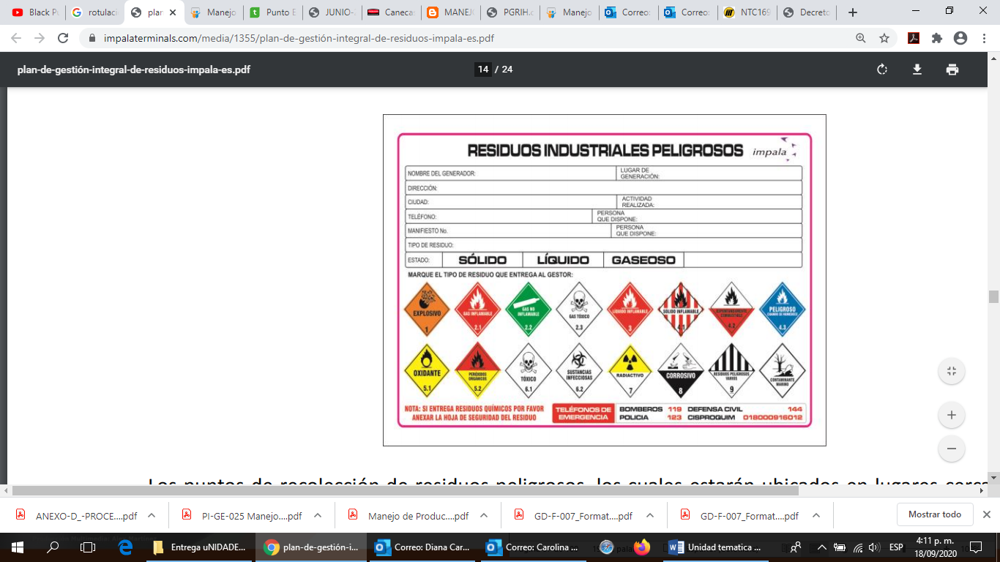 Black Pa
rotulaci
plan
Manejo
Punto E
JUNIO-2
Caneca
MANEJ
PGRIH.d
Manejo
Correo:
Correo:
NTC169
Decreto
impalaterminals.com/media/1355/plan-de-gestión-integral-de-residuos-impala-es.pdf
plan-de-gestión-integral-de-residuos-impala-es.pdf
14 / 24
RESIDUOS INDUSTRIALES PELIGROSOS impala
NOMBRE DEL GENERADOR:
LUGAR DE
GENERACIÓN:
DIRECCIÓN:
CIUDAD:
ACTIVIDAD
REALIZADA:
TELÉFONO:
PERSONA
QUE DISPONE:
MANIFIESTO No.
PERSONA
QUE DISPONE:
TIPO DE RESIDUO:
ESTADO: SÓLIDO LÍQUIDO GASEOSO
MARQUE EL TIPO DE RESIDUO QUE ENTREGA AL GESTOR:
EXPLOSIVO
1
GAS INFLAMABLE
2.1
GAS NO
INFLAMABLE
2.2
GAS TÓXICO
2.3
LÍQUIDO INFLAMABLE
3
SÓLIDO INFLAMABLE
4.1
ESPONTÁNEAMENTE
COMBUSTIBLE
4.2
PELIGROSO
CUANDO SE HUMEDECE
4.3
OXIDANTE
5.1
PERÓXIDOS
ORGÁNICOS
5.2
TÓXICO
6.1
SUSTANCIAS
INFECCIOSAS
6.2
RADIACTIVO
7
CORROSIVO
8
RESIDUOS PELIGROSOS
VARIOS
9
CONTAMINANTE
MARINO
NOTA: SI ENTREGA RESIDUOS QUÍMICOS POR FAVOR
ANEXAR LA HOJA DE SEGURIDAD DEL RESIDUO
TELÉFONOS DE
EMERGENCIA
BOMBEROS 119 DEFENSA CIVIL 144
POLICIA 123 CISPROQUIM 018000916012
Los puntos de recolección de residuos peligrosos, los cuales estarán ubicados en lugares cerca
ANEXO-D_-PROCE....pdf
PI-GE-025 Manejo....pdf
Manejo de Produc....pdf
GD-F-007_Format....pdf
GD-F-007_Format....pdf
Mostrar todo
Entrega uNIDADE...
plan-de-gestión-i...
Correo: Diana Car...
Correo: Carolina ...
Unidad tematica ...
ESP
4:11 p. m.
18/09/2020